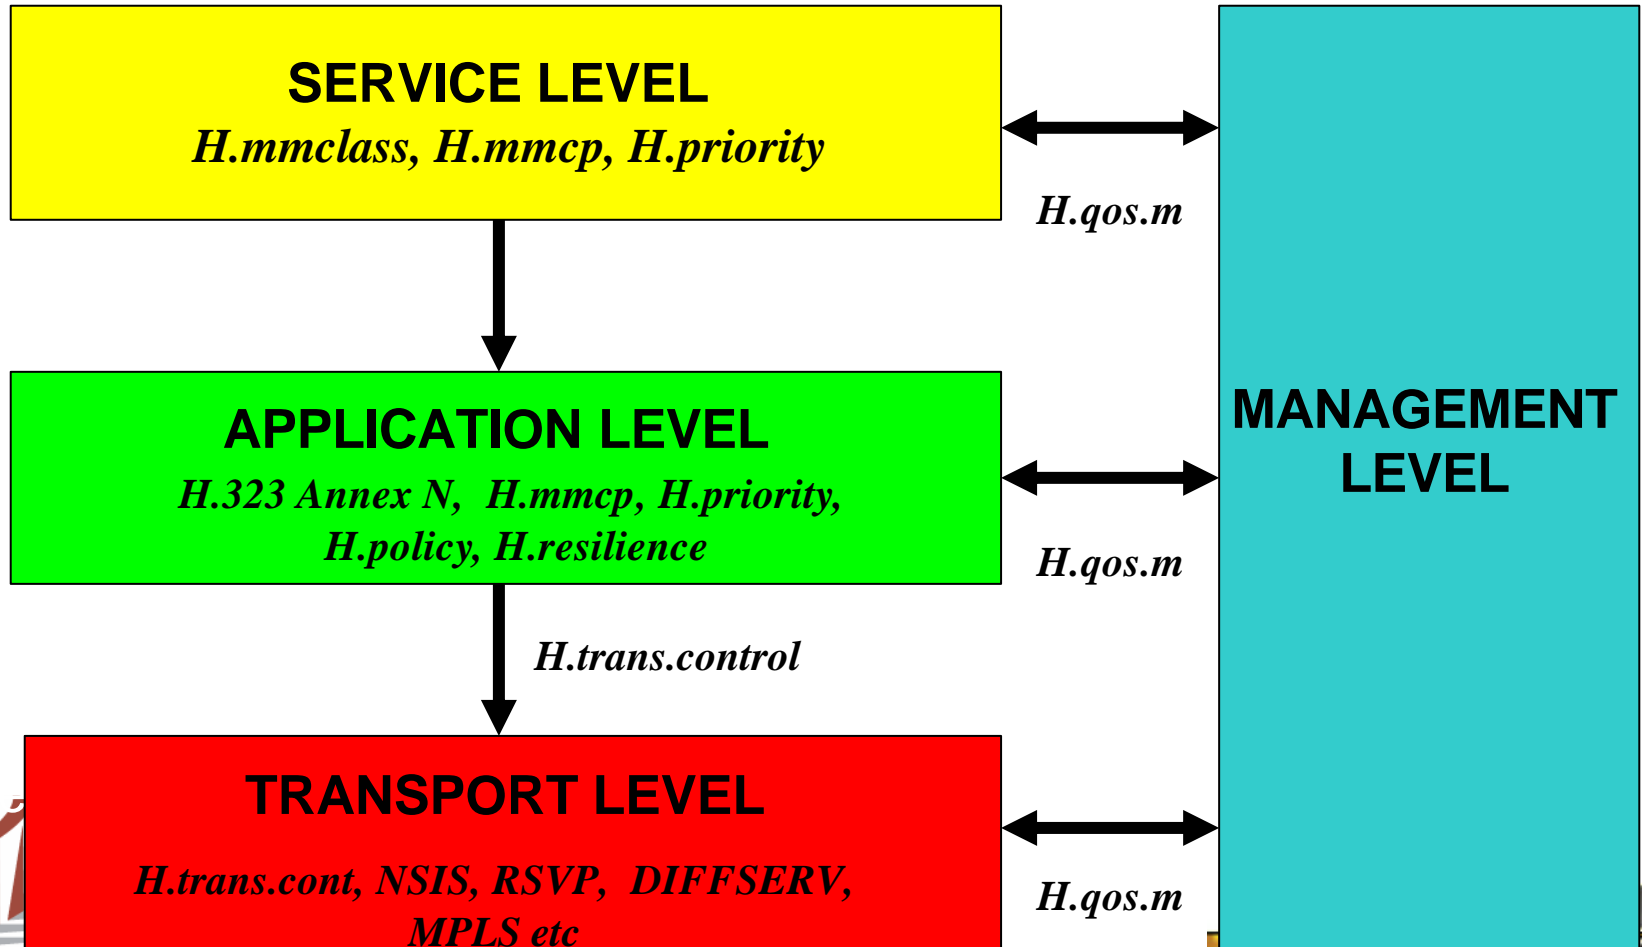 SERVICE LEVEL
H.mmclass, H.mmcp, H.priority
H.qos.m
APPLICATION LEVEL
H.323 Annex N, H.mmcp, H.priority,
H.policy, H.resilience
H.qos.m
MANAGEMENT
LEVEL
H.trans.control
TRANSPORT LEVEL
H.trans.cont, NSIS, RSVP, DIFFSERV,
MPLS etc
H.qos.m